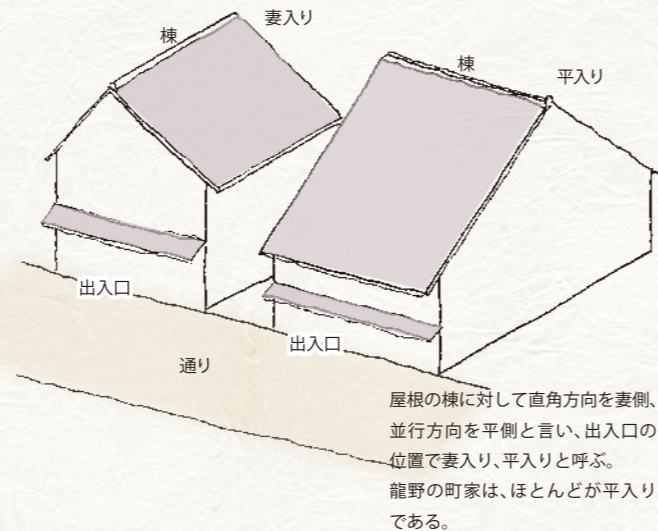 妻入り
棟
棟
平入り
出入口
出入口
通り
屋根の棟に対して直角方向を妻側、
並行方向を平側と言い、出入口の
位置で妻入り、平入りと呼ぶ。
龍野の町家は、ほとんどが平入り
である。